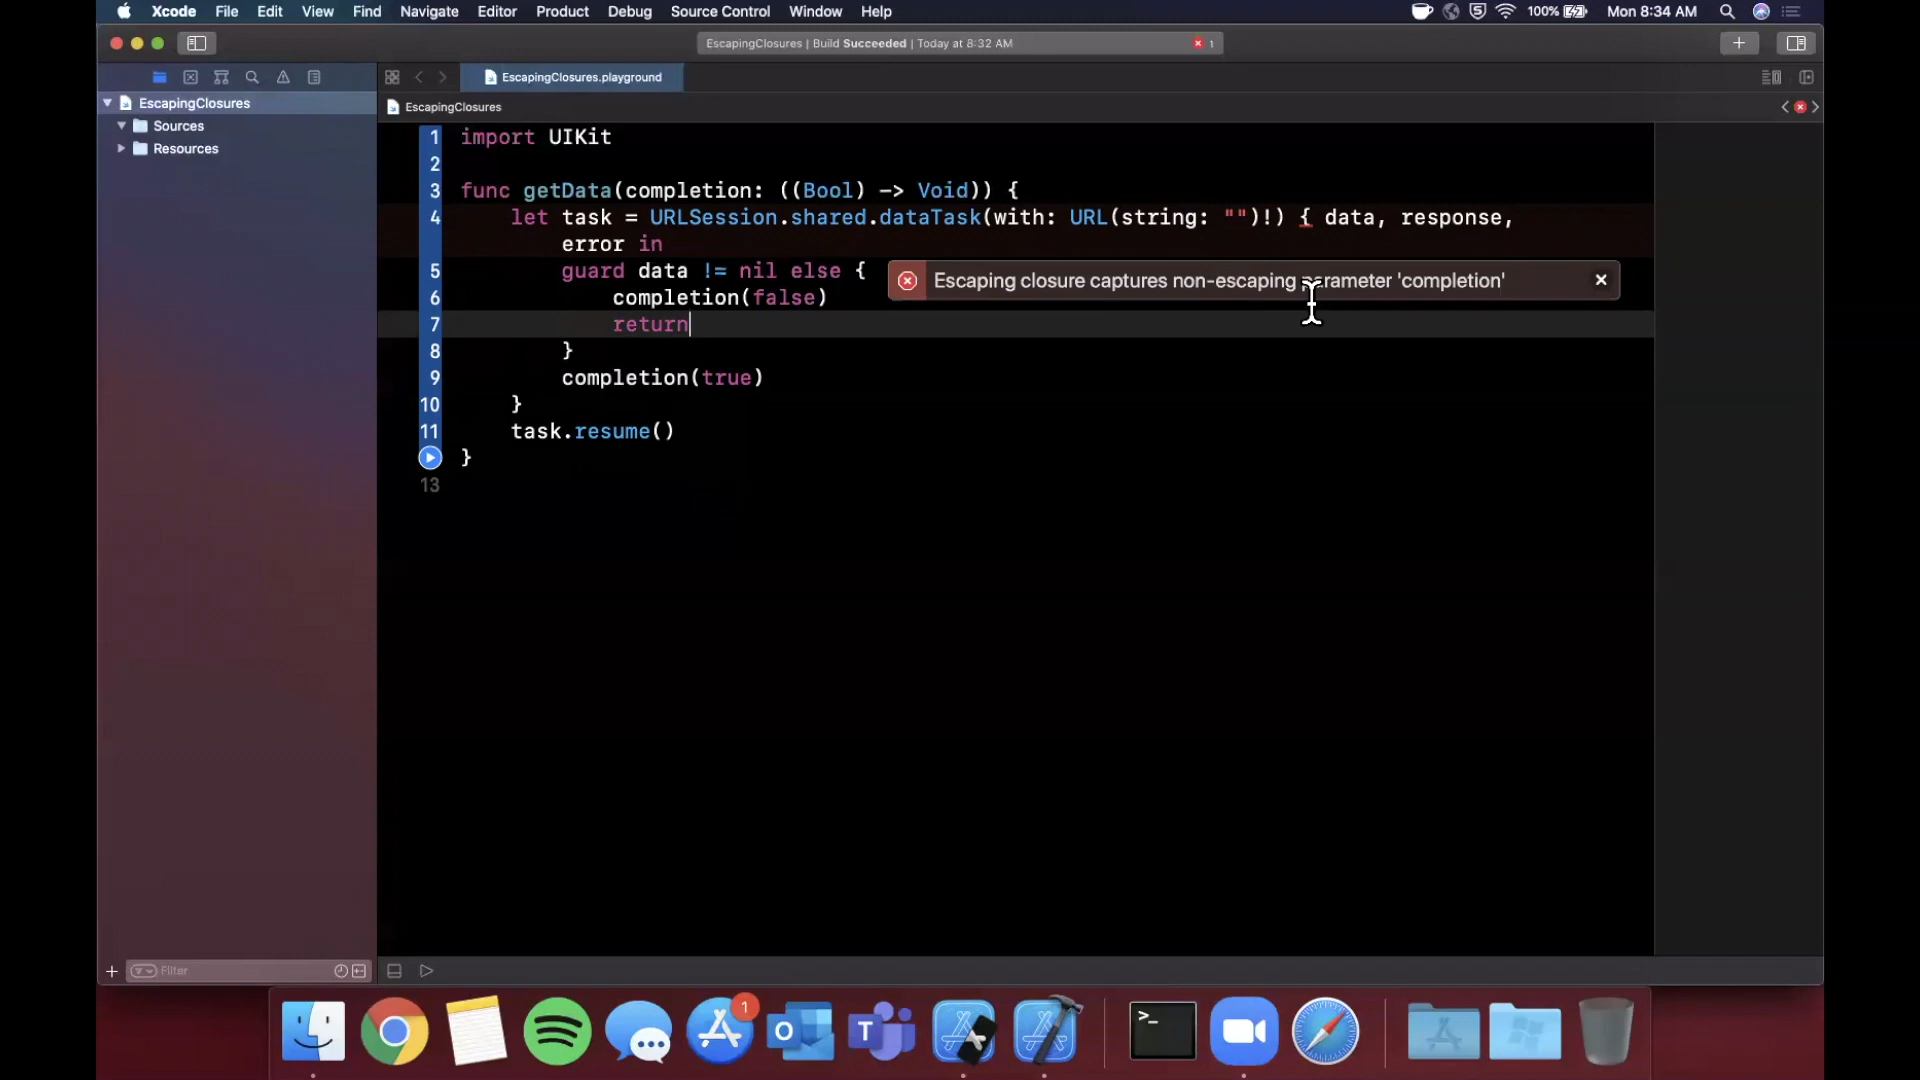 Xcode File Edit View Find Navigate Editor Product Debug Source Control Window Help 100% Mon 8:34 AM
EscapingClosures | Build Succeeded | Today at 8:32 AM 1
EscapingClosures.playground
EscapingClosures
EscapingClosures
Sources
Resources
1 import UIKit
2
3 func getData(completion: ((Bool) -> Void)) {
4 let task = URLSession.shared.dataTask(with: URL(string: "")!) { data, response,
error in
5 guard data != nil else {
Escaping closure captures non-escaping parameter 'completion'
6 completion(false)
7 return
8 }
9 completion(true)
10 }
11 task.resume()
}
13
Filter
1